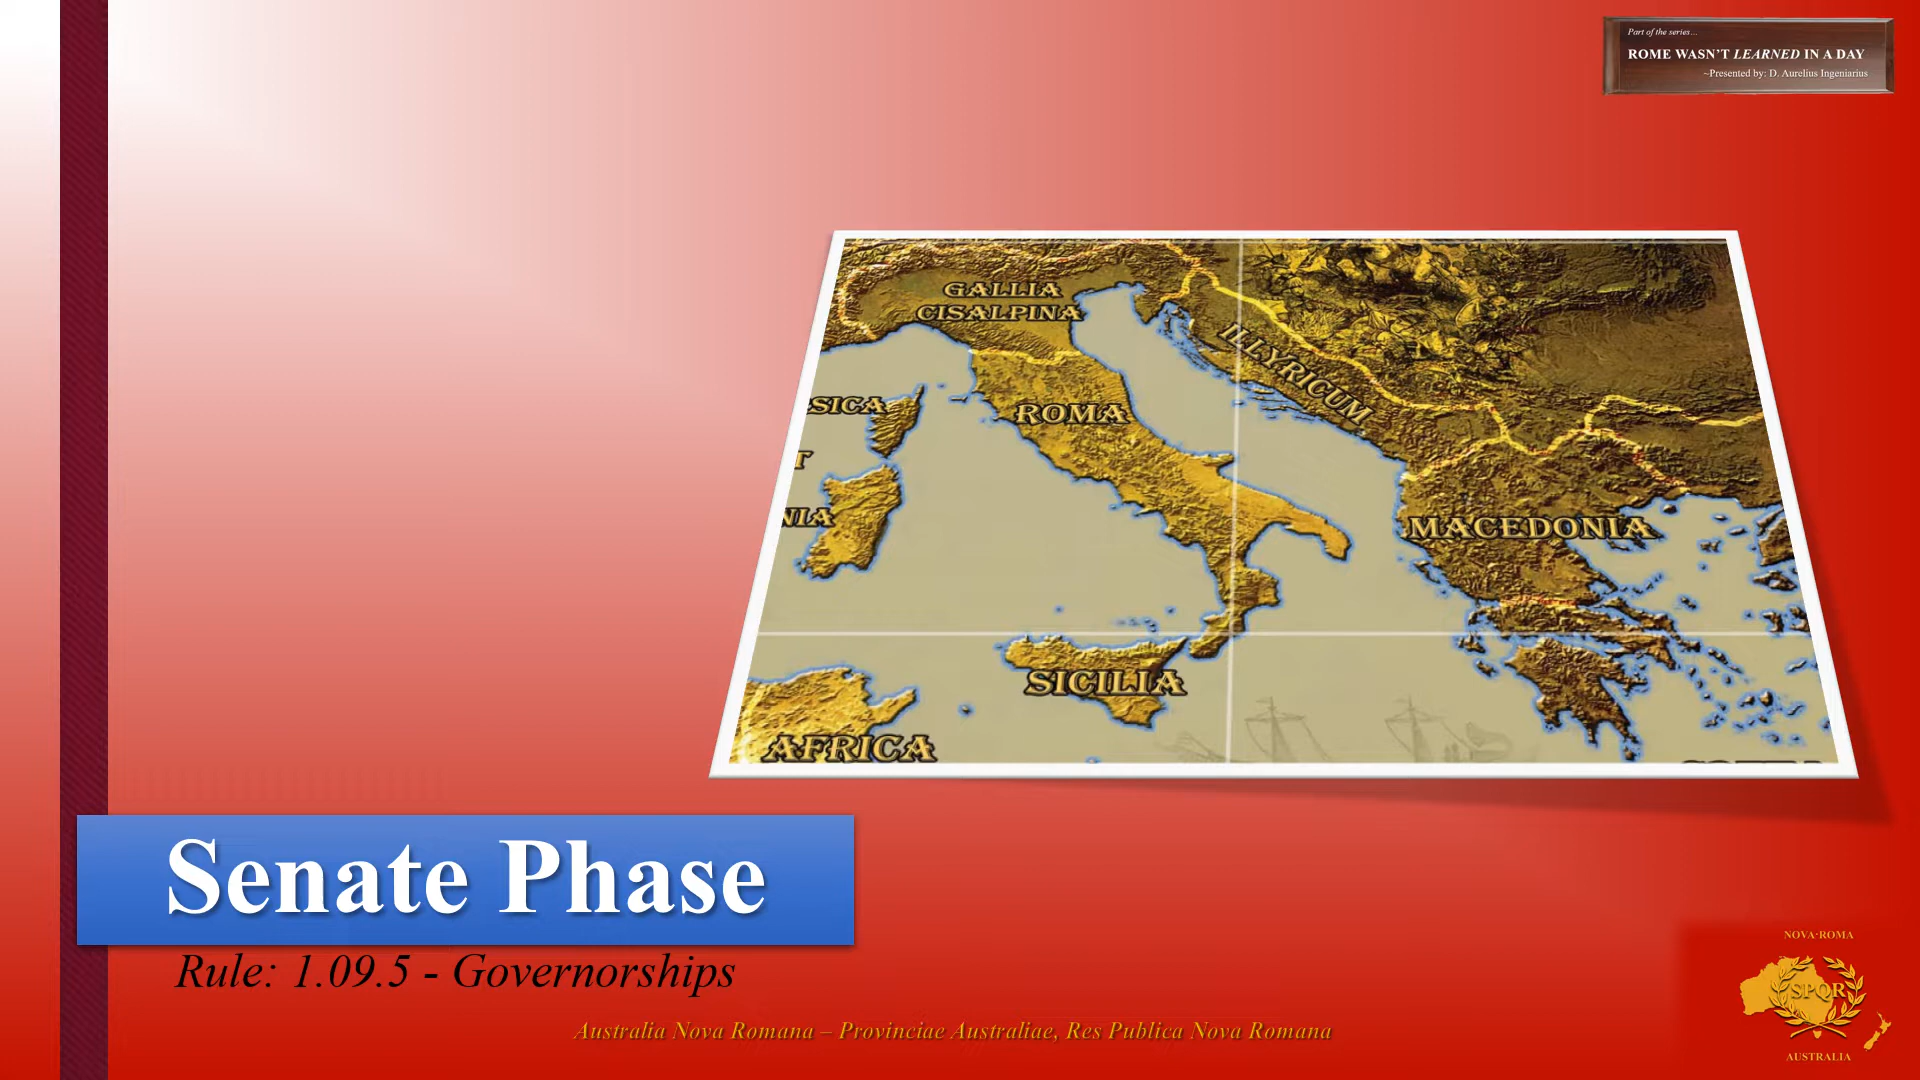 Part of the series…
ROME WASN'T LEARNED IN A DAY
~Presented by: D. Aurelius Ingeniarius
GALLIA
CISALPINA
ILLYRICUM
SICA
ROMA
NIA
MACEDONIA
SICILIA
AFRICA
Senate Phase
Rule: 1.09.5 - Governorships
Australia Nova Romana – Provinciae Australiae, Res Publica Nova Romana
NOVA·ROMA
SPQR
AUSTRALIA